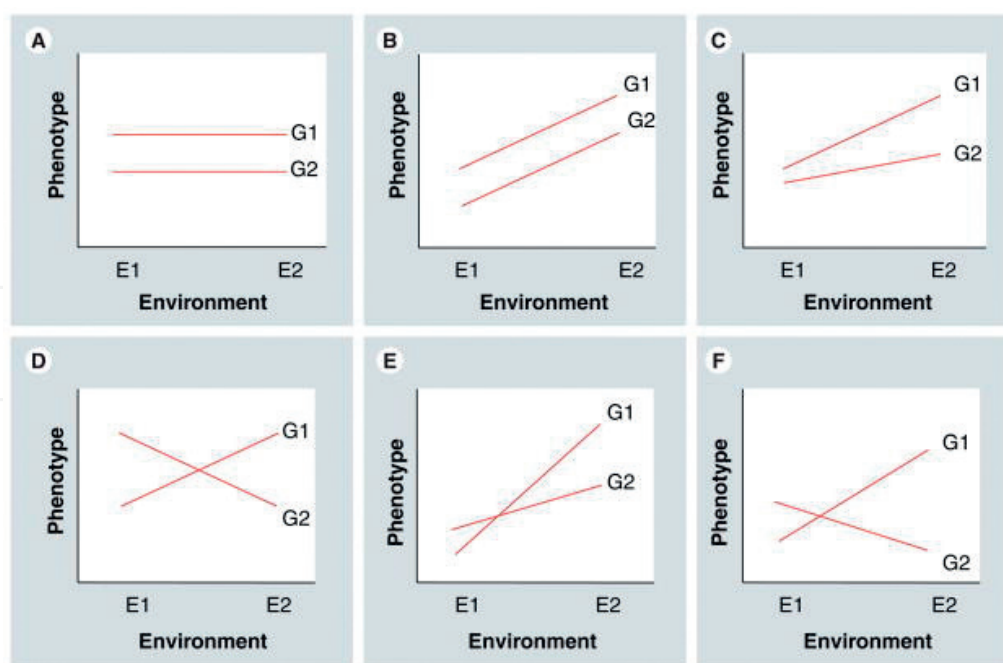 A
Phenotype
G1
G2
E1 E2
Environment
B
Phenotype
G1
G2
E1 E2
Environment
C
Phenotype
G1
G2
E1 E2
Environment
D
Phenotype
G1
G2
E1 E2
Environment
E
Phenotype
G1
G2
E1 E2
Environment
F
Phenotype
G1
G2
E1 E2
Environment